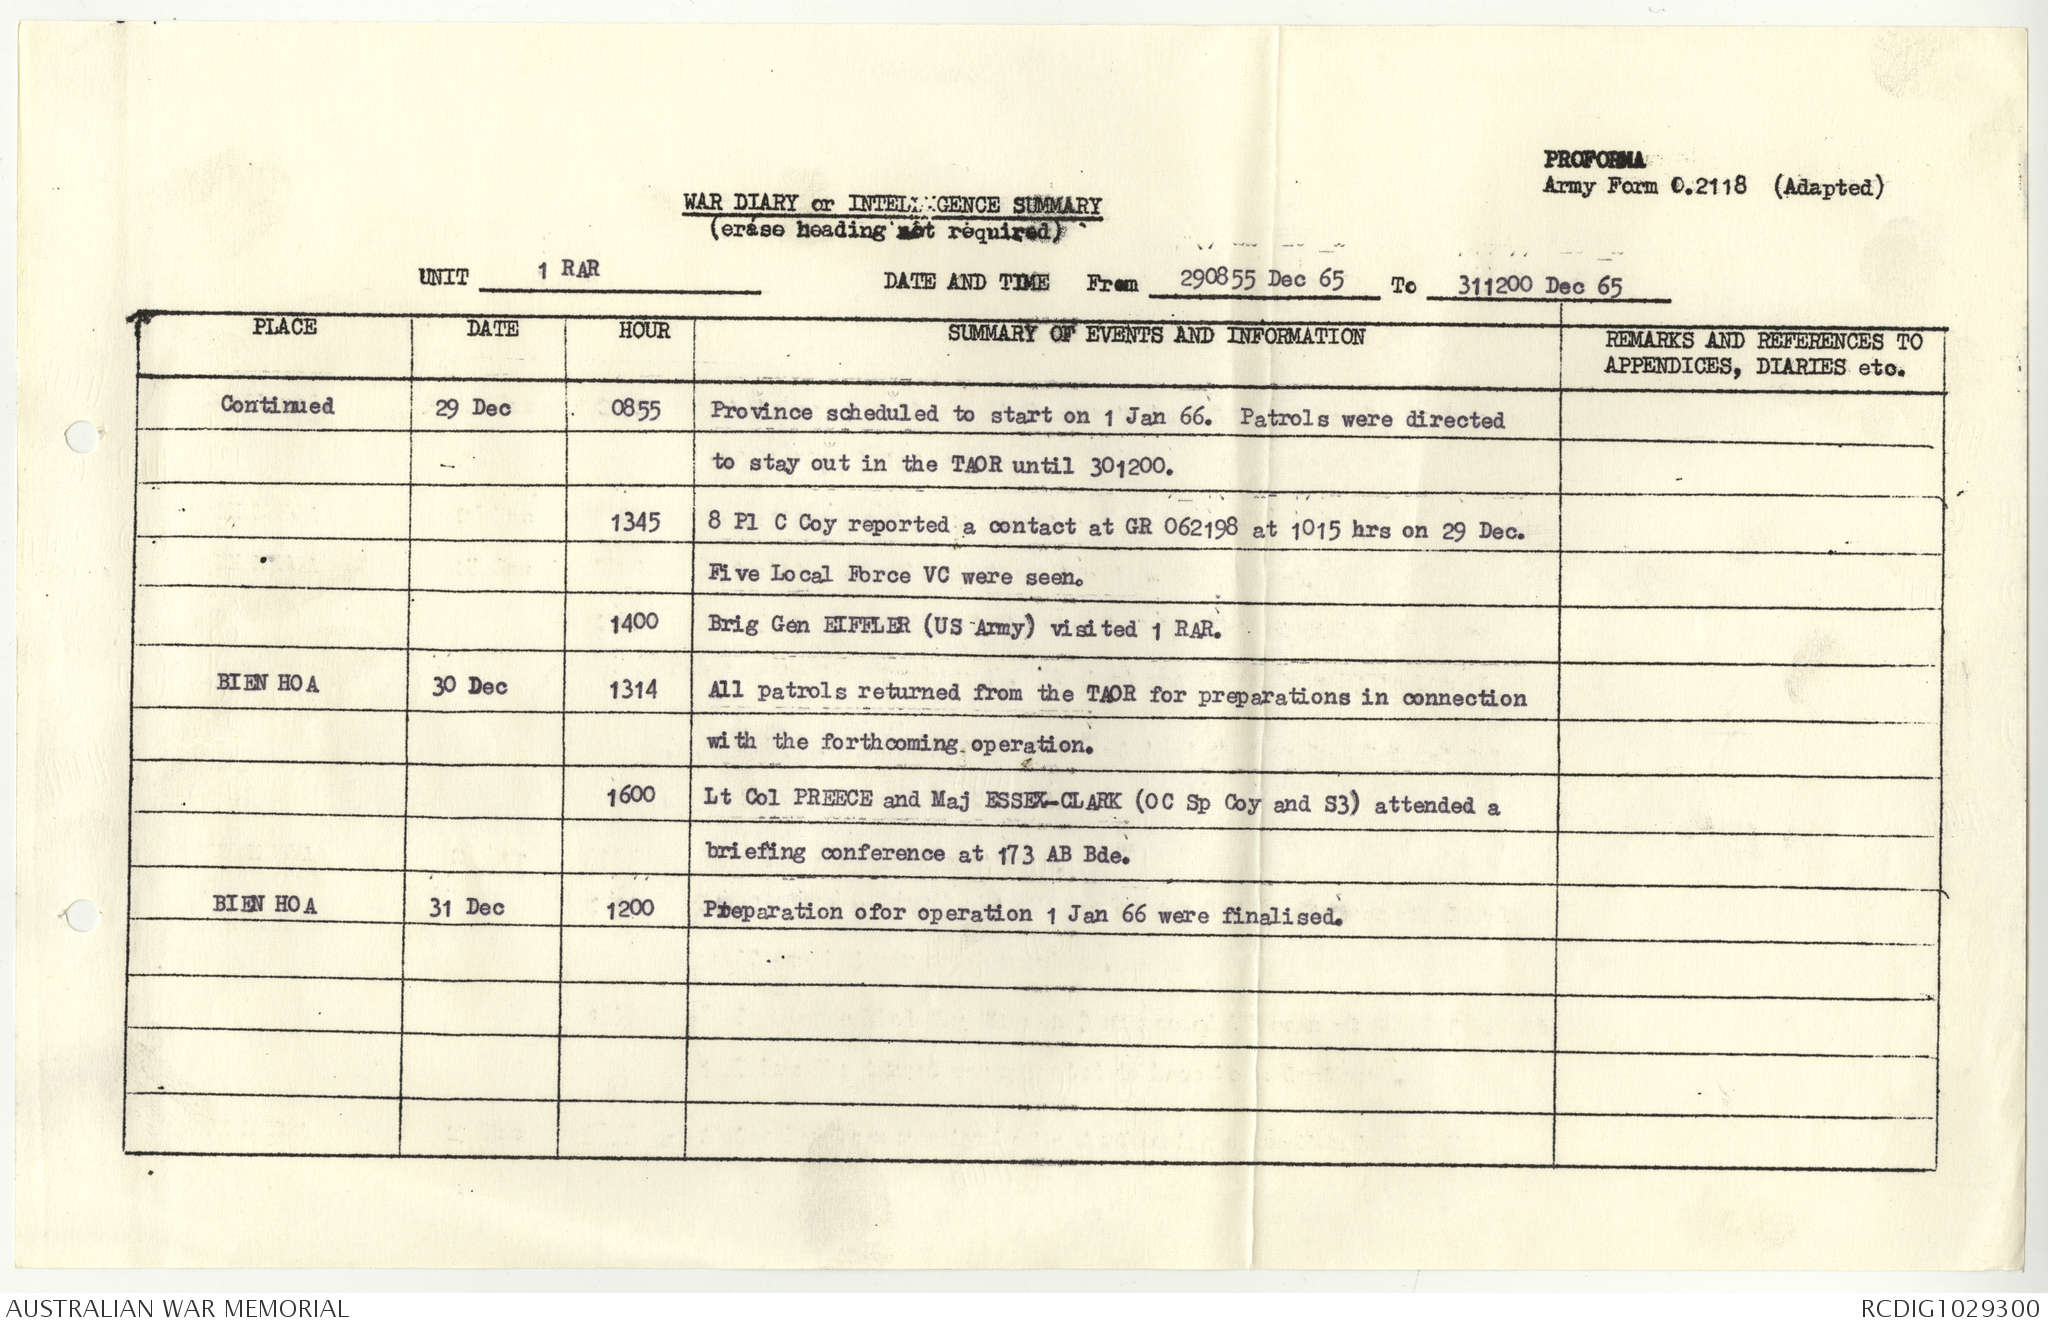 PROFORMA
Army Form C.2118 (Adapted)
WAR DIARY or INTELLIGENCE SUMMARY
(erase heading not required)
UNIT 1 RAR DATE AND TIME From 290855 Dec 65 To 311200 Dec 65
PLACE DATE HOUR SUMMARY OF EVENTS AND INFORMATION REMARKS AND REFERENCES TO
APPENDICES, DIARIES etc.
Continued 29 Dec 0855 Province scheduled to start on 1 Jan 66. Patrols were directed
to stay out in the TAOR until 301200.
1345 8 Pl C Coy reported a contact at GR 062198 at 1015 hrs on 29 Dec.
Five Local Force VC were seen.
1400 Brig Gen EIFFLER (US Army) visited 1 RAR.
BIEN HOA 30 Dec 1314 All patrols returned from the TAOR for preparations in connection
with the forthcoming operation.
1600 Lt Col PREECE and Maj ESSEX-CLARK (OC Sp Coy and S3) attended a
briefing conference at 173 AB Bde.
BIEN HOA 31 Dec 1200 Preparation ofor operation 1 Jan 66 were finalised.
AUSTRALIAN WAR MEMORIAL RCDIG1029300